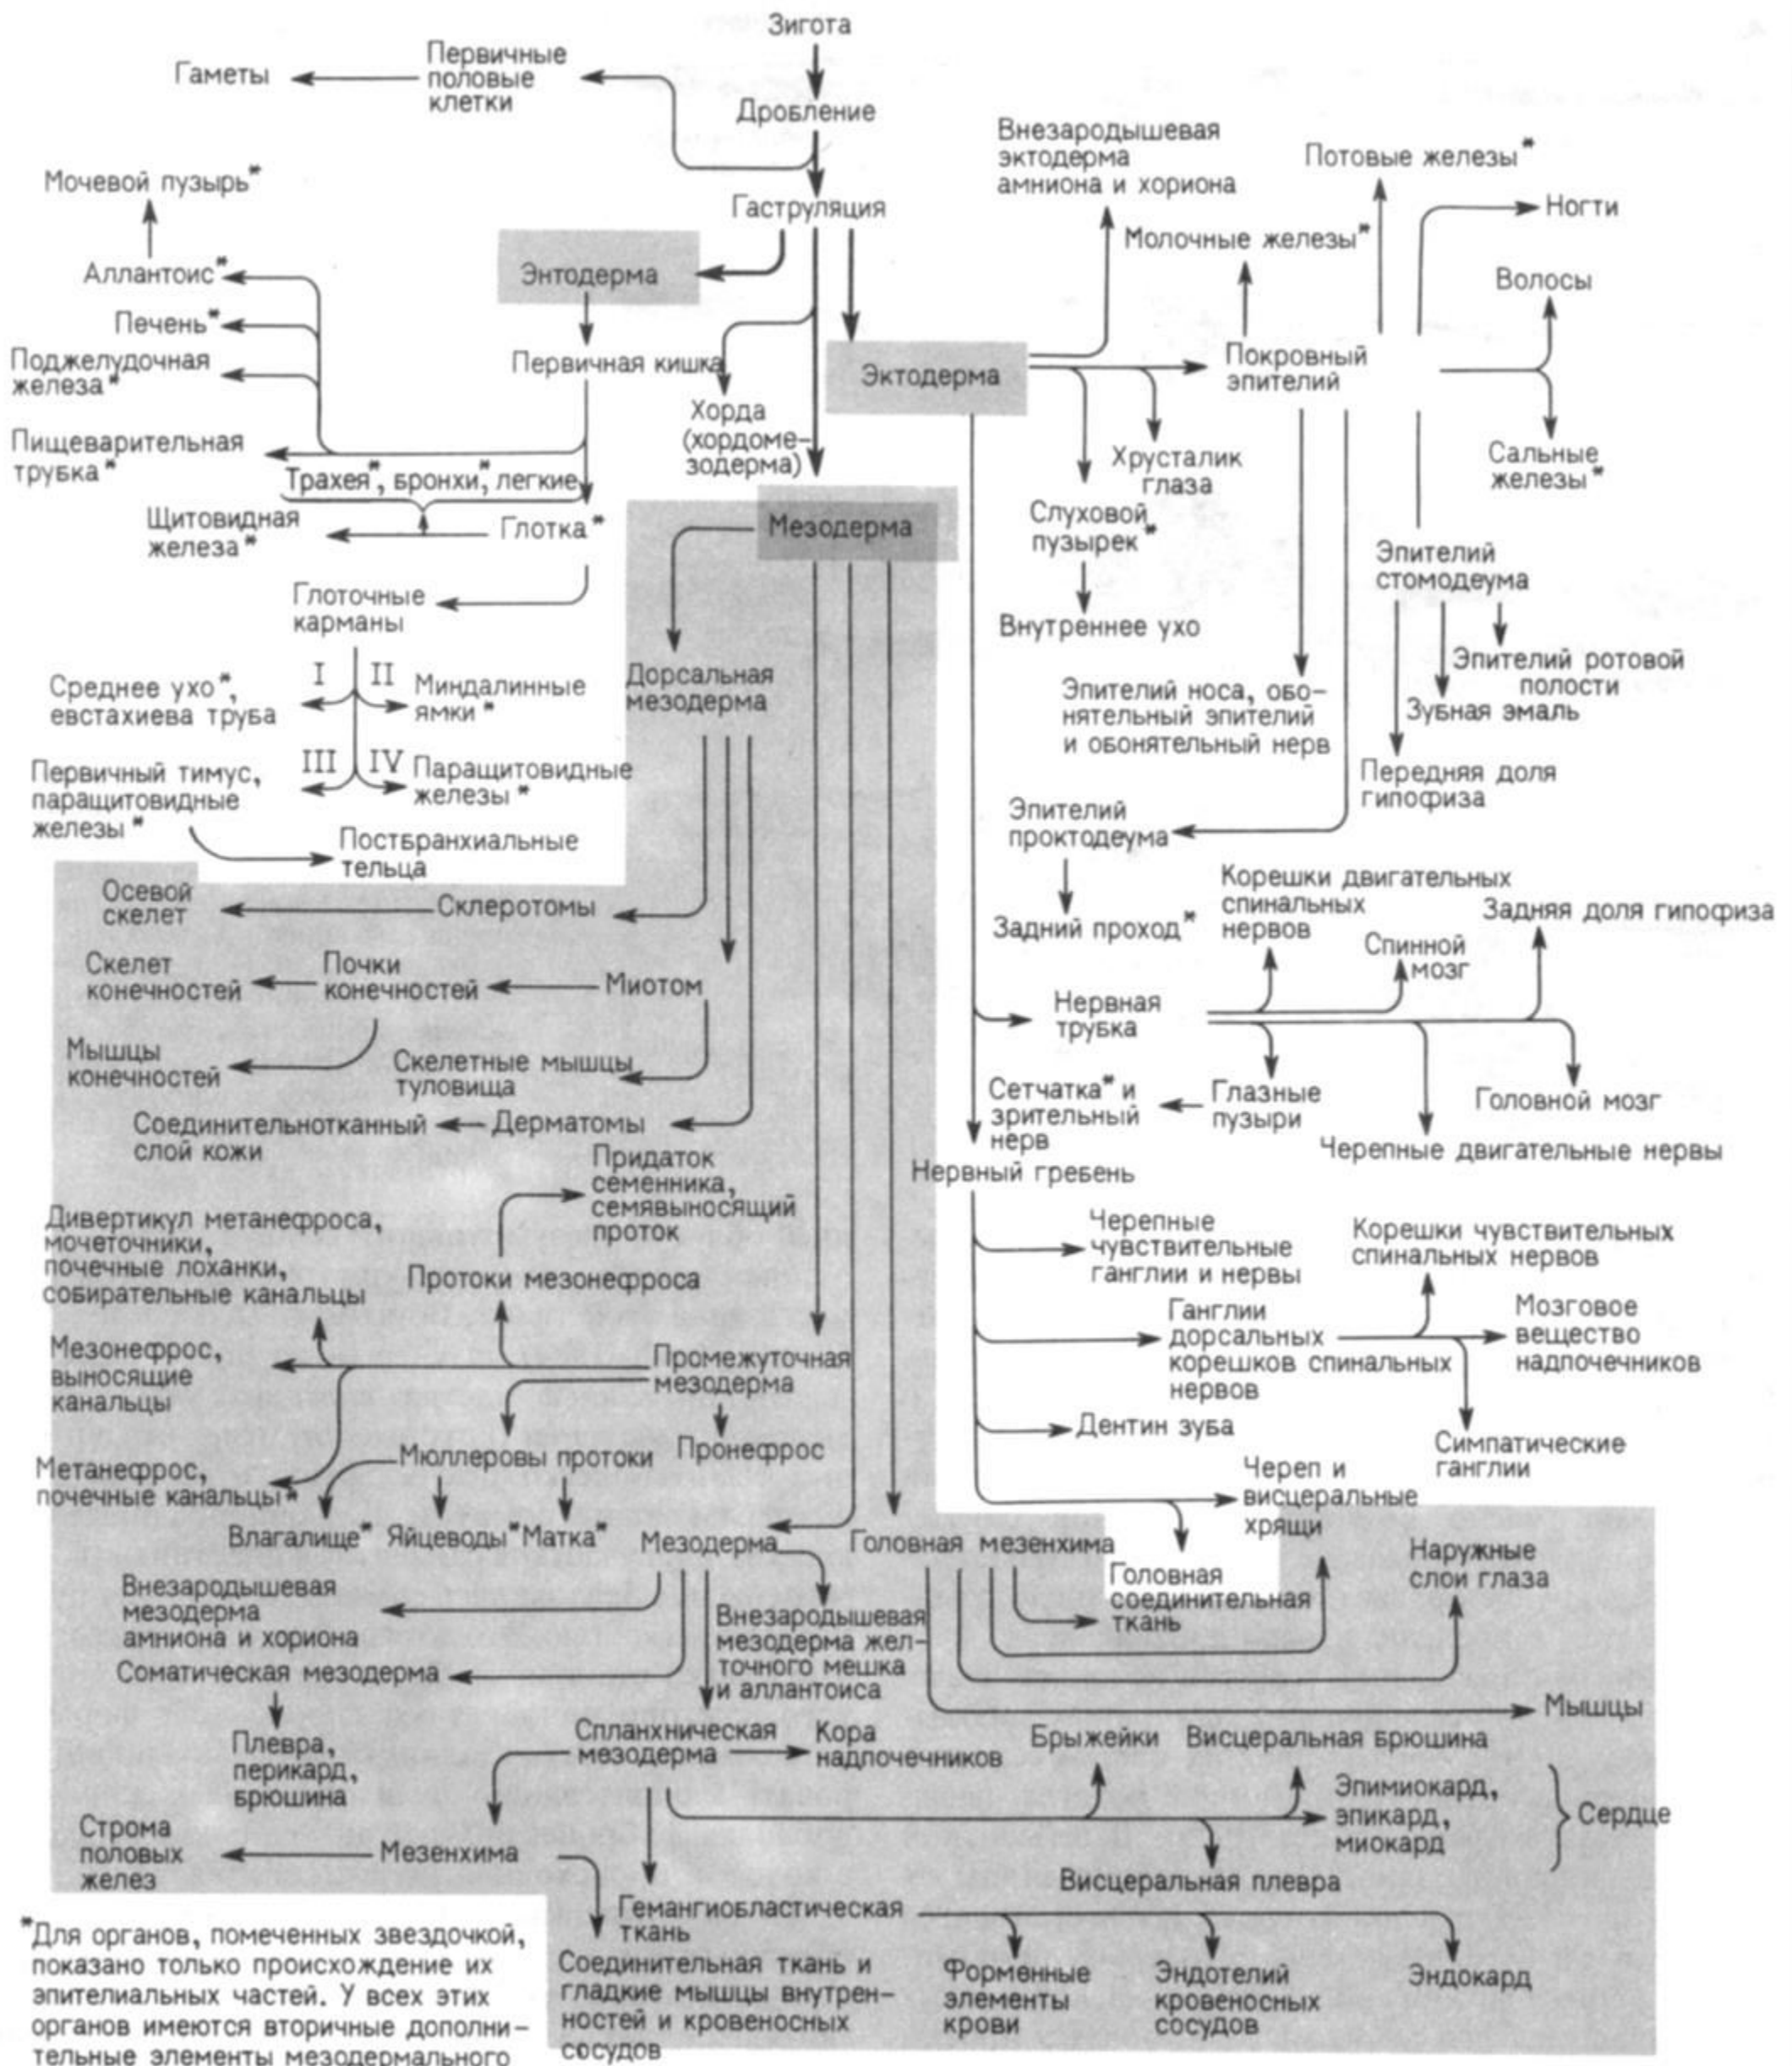 Зигота
Гаметы
Первичные
половые
клетки
Дробление
Гаструляция
Мочевой пузырь*
Аллантоис*
Печень*
Поджелудочная
железа*
Пищеварительная
трубка*
Энтодерма
Первичная кишка
Трахея*, бронхи*, легкие
Щитовидная
железа*
Глотка*
Глоточные
карманы
I II
Среднее ухо*,
евстахиева труба
Миндалинные
ямки*
III IV
Первичный тимус,
паращитовидные
железы*
Паращитовидные
железы*
Постбранхиальные
тельца
Хорда
(хордоме-
зодерма)
Эктодерма
Внезародышевая
эктодерма
амниона и хориона
Молочные железы*
Потовые железы*
Ногти
Волосы
Покровный
эпителий
Сальные
железы*
Хрусталик
глаза
Слуховой
пузырек*
Внутреннее ухо
Эпителий
стомодеума
Эпителий ротовой
полости
Зубная эмаль
Передняя доля
гипофиза
Эпителий носа, обо-
нятельный эпителий
и обонятельный нерв
Эпителий
проктодеума
Задний проход*
Корешки двигательных
спинальных
нервов
Спинной
мозг
Задняя доля гипофиза
Нервная
трубка
Сетчатка* и
зрительный
нерв
Глазные
пузыри
Головной мозг
Черепные двигательные нервы
Нервный гребень
Черепные
чувствительные
ганглии и нервы
Корешки чувствительных
спинальных нервов
Ганглии
дорсальных
корешков спинальных
нервов
Мозговое
вещество
надпочечников
Симпатические
ганглии
Дентин зуба
Череп и
висцеральные
хрящи
Головная
соединительная
ткань
Мезодерма
Дорсальная
мезодерма
Осевой
скелет
Склеротомы
Скелет
конечностей
Почки
конечностей
Миотом
Мышцы
конечностей
Скелетные мышцы
туловища
Соединительнотканный
слой кожи
Дерматомы
Придаток
семенника,
семявыносящий
проток
Дивертикул метанефроса,
мочеточники,
почечные лоханки,
собирательные канальцы
Протоки мезонефроса
Мезонефрос,
выносящие
канальцы
Промежуточная
мезодерма
Метанефрос,
почечные канальцы*
Мюллеровы протоки
Пронефрос
Влагалище*
Яйцеводы*
Матка*
Мезодерма
Головная мезенхима
Наружные
слои глаза
Мышцы
Внезародышевая
мезодерма
амниона и хориона
Внезародышевая
мезодерма жел-
точного мешка
и аллантоиса
Соматическая мезодерма
Плевра,
перикард,
брюшина
Спланхническая
мезодерма
Кора
надпочечников
Брыжейки
Висцеральная брюшина
Эпимиокард,
эпикард,
миокард
Сердце
Висцеральная плевра
Строма
половых
желез
Мезенхима
Гемангиобластическая
ткань
Соединительная ткань и
гладкие мышцы внутрен-
ностей и кровеносных
сосудов
Форменные
элементы
крови
Эндотелий
кровеносных
сосудов
Эндокард
*Для органов, помеченных звездочкой,
показано только происхождение их
эпителиальных частей. У всех этих
органов имеются вторичные дополни-
тельные элементы мезодермального